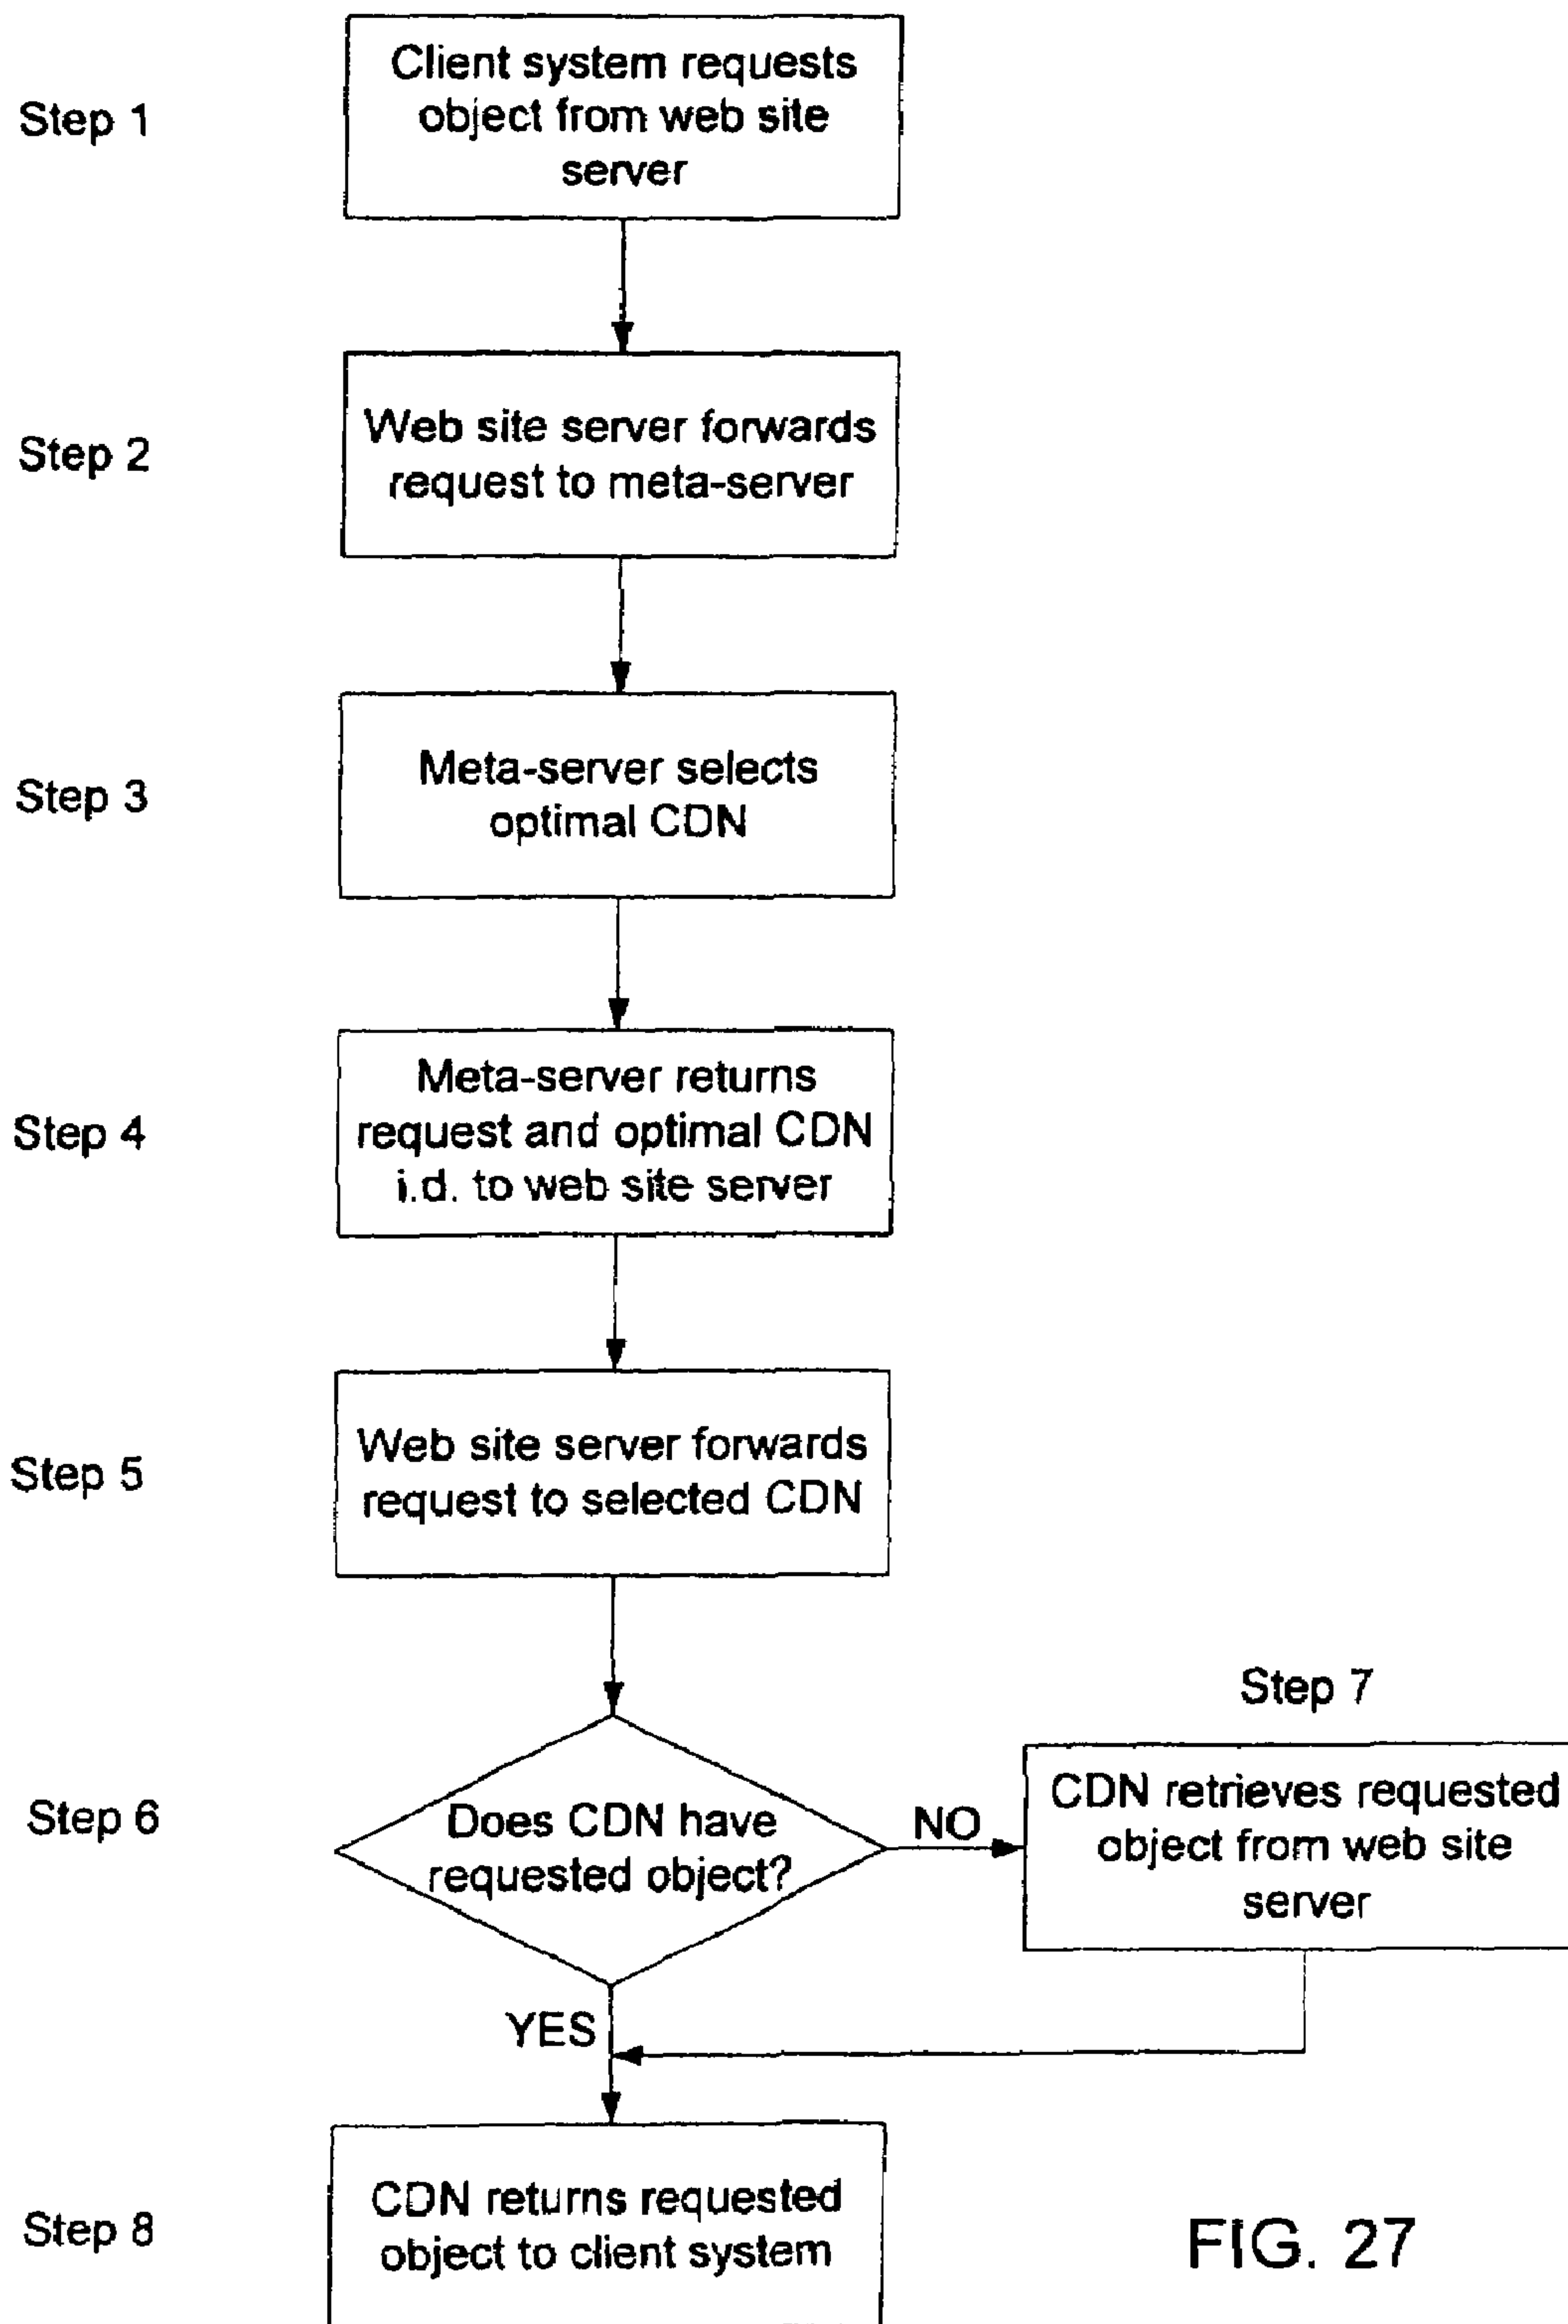 Step 1
Client system requests
object from web site
server
Step 2
Web site server forwards
request to meta-server
Step 3
Meta-server selects
optimal CDN
Step 4
Meta-server returns
request and optimal CDN
i.d. to web site server
Step 5
Web site server forwards
request to selected CDN
Step 6
Does CDN have
requested object?
NO
Step 7
CDN retrieves requested
object from web site
server
YES
Step 8
CDN returns requested
object to client system
FIG. 27